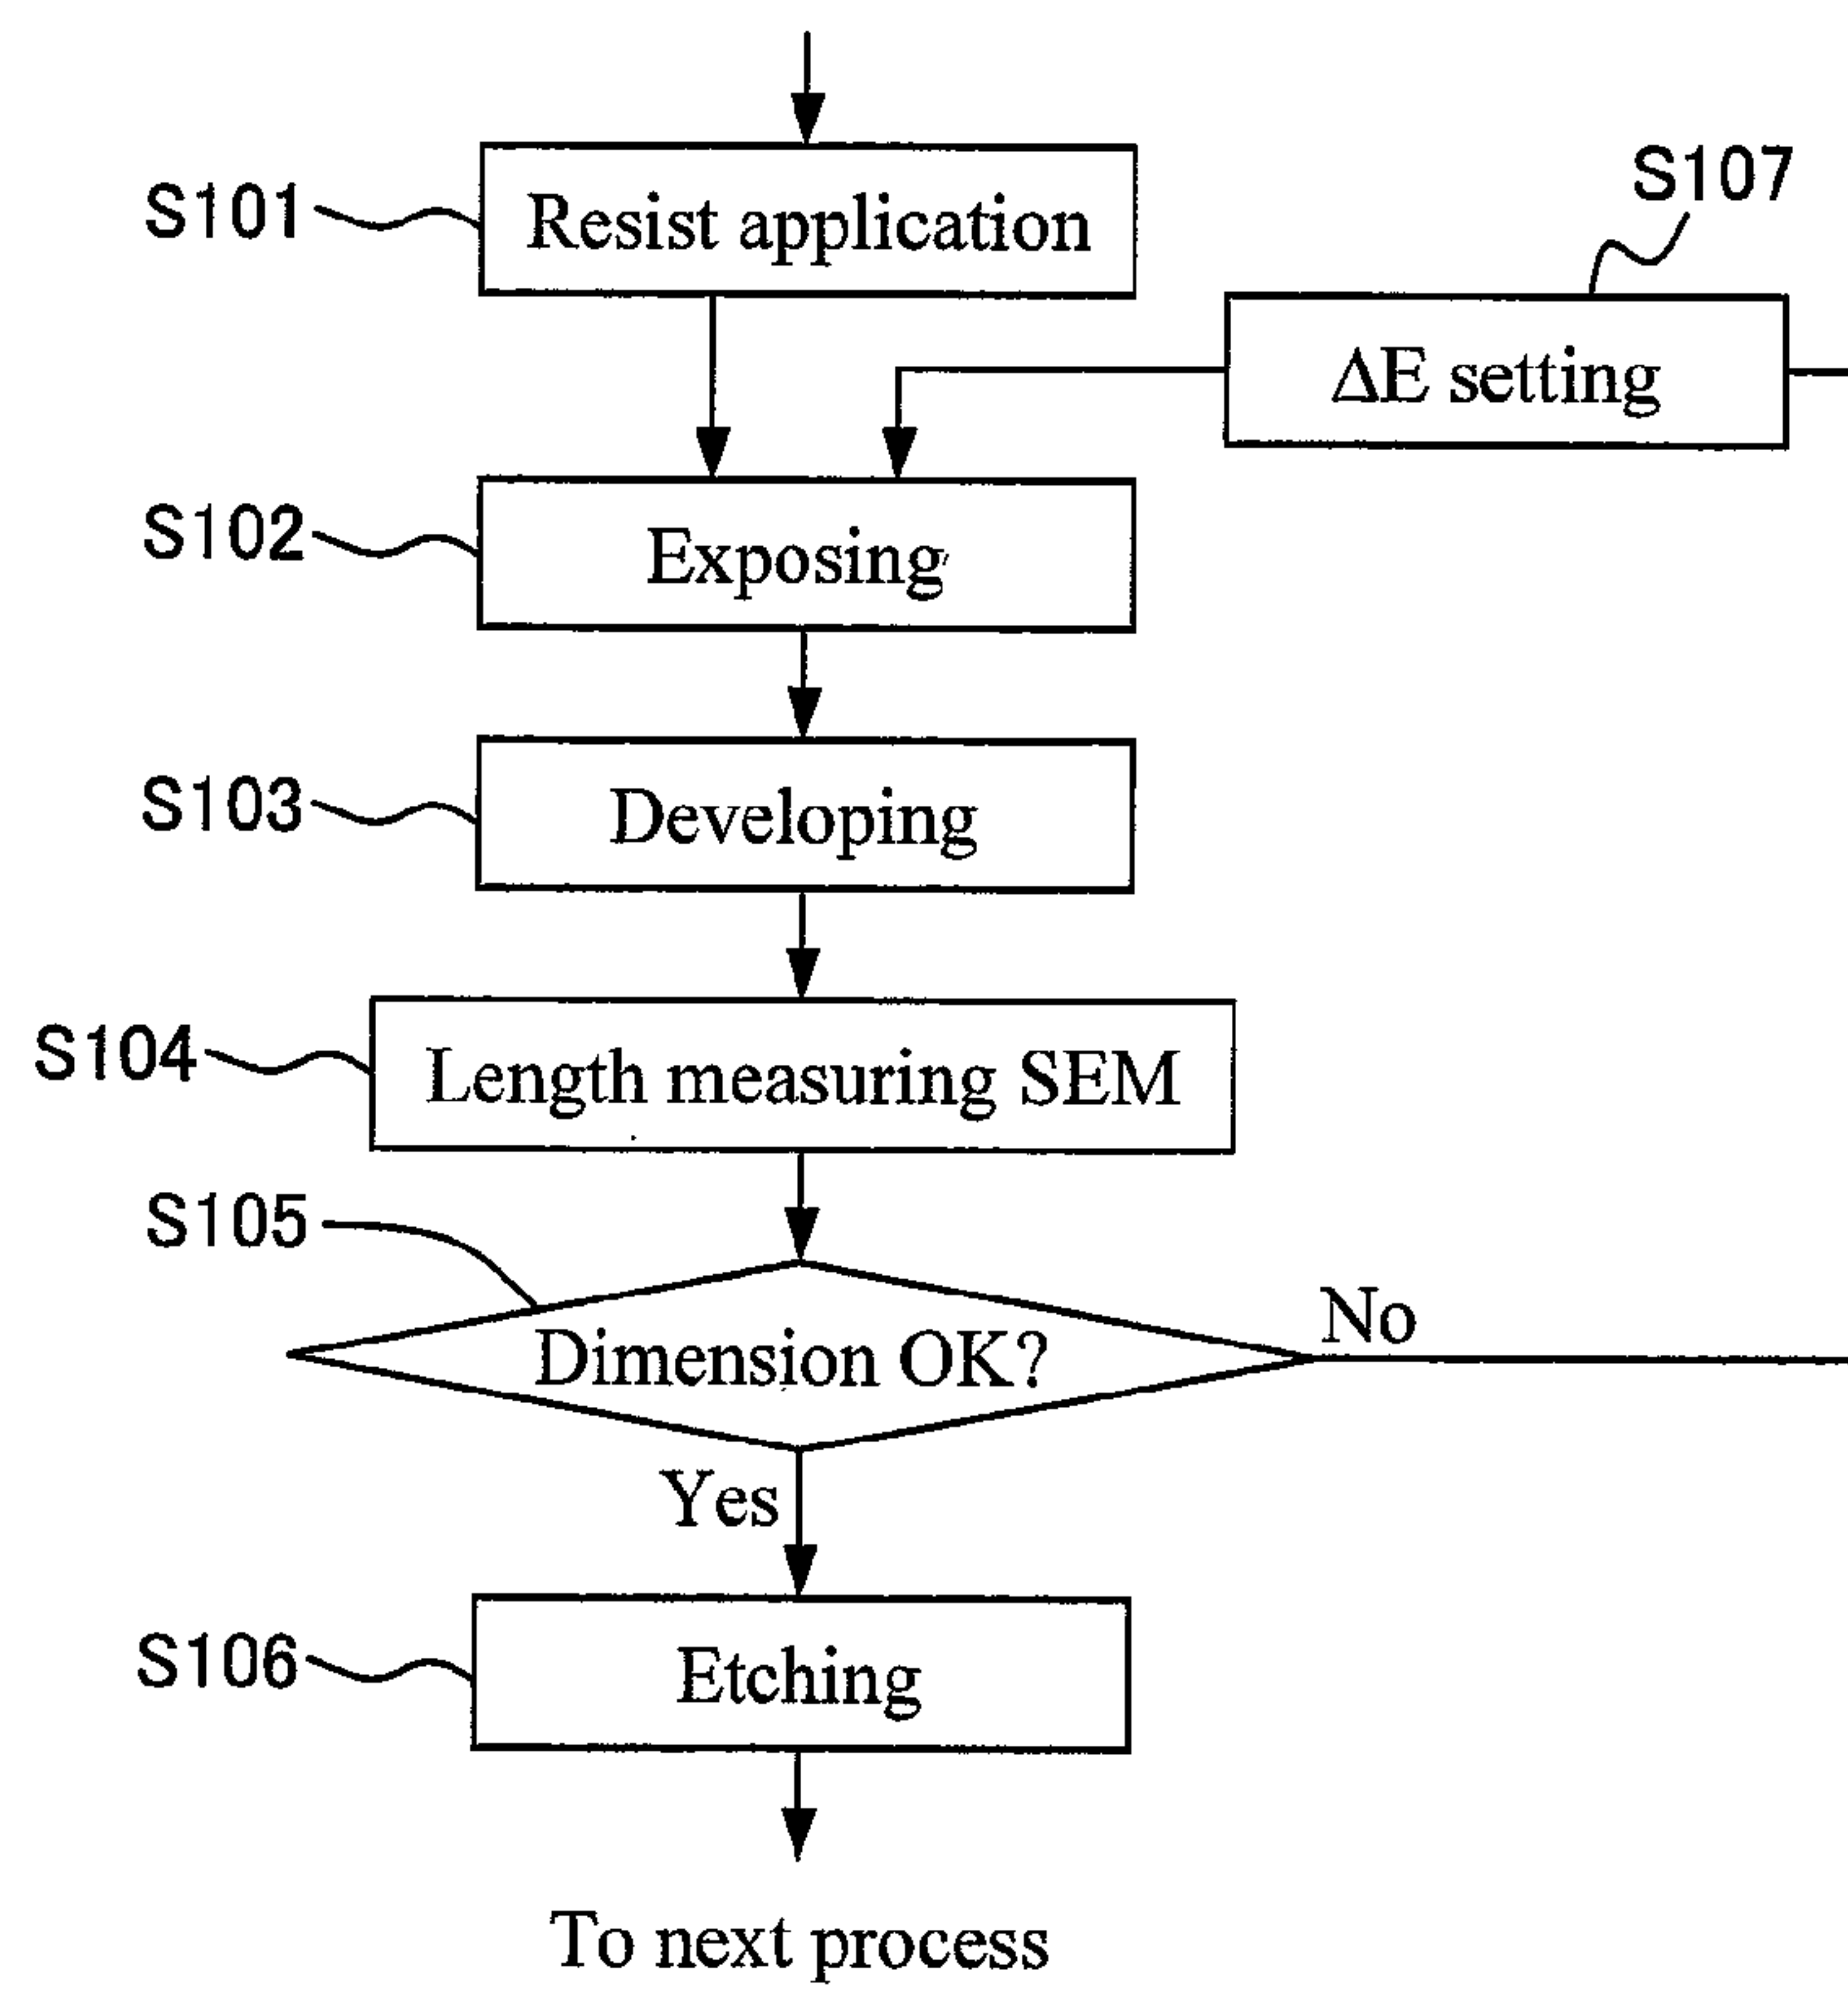 S101
Resist application
S107
ΔE setting
S102
Exposing
S103
Developing
S104
Length measuring SEM
S105
Dimension OK?
No
Yes
S106
Etching
To next process